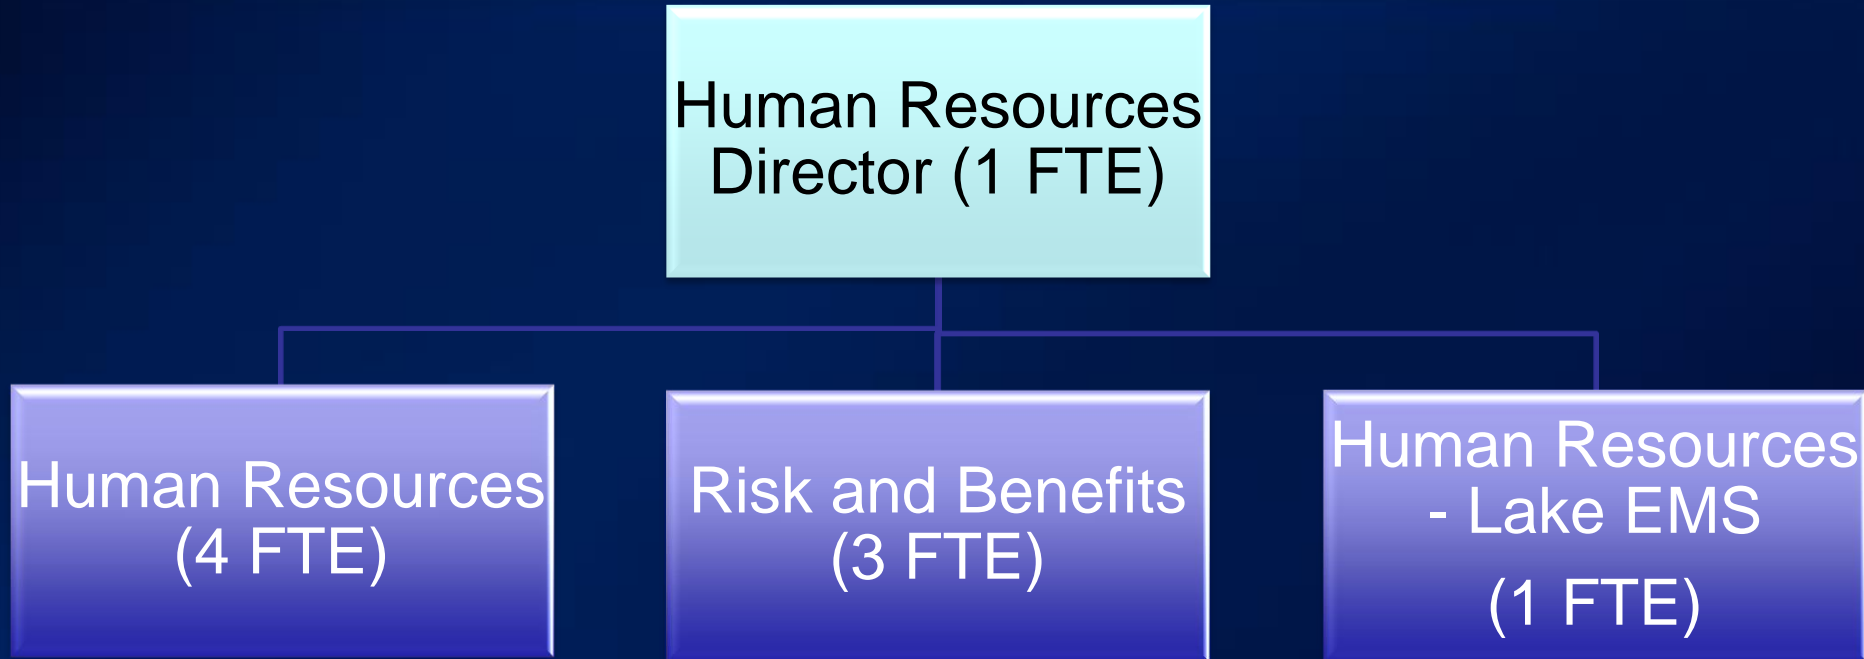 Human Resources
Director (1 FTE)
Human Resources
(4 FTE)
Risk and Benefits
(3 FTE)
Human Resources
- Lake EMS
(1 FTE)